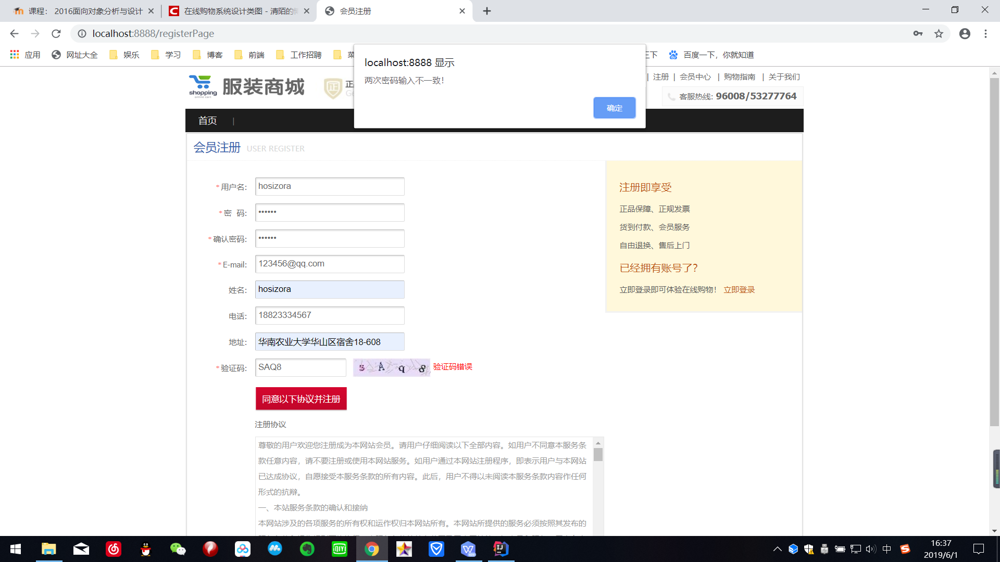 课程： 2016面向对象分析与设计
在线购物系统设计类图 - 清陌的
会员注册
localhost:8888/registerPage
应用
网址大全
娱乐
学习
博客
前端
工作招聘
百度一下，你就知道
localhost:8888 显示
两次密码输入不一致！
确定
shopping
online cart
服装商城
正
| 注册 | 会员中心 | 购物指南 | 关于我们
客服热线: 96008/53277764
首页 |
会员注册 USER REGISTER
*用户名: hosizora
*密 码: ••••••
*确认密码: ••••••
*E-mail: 123456@qq.com
姓名: hosizora
电话: 18823334567
地址: 华南农业大学华山区宿舍18-608
*验证码: SAQ8
S A q 8
验证码错误
同意以下协议并注册
注册协议
尊敬的用户欢迎您注册成为本网站会员。请用户仔细阅读以下全部内容。如用户不同意本服务条
款任意内容，请不要注册或使用本网站服务。如用户通过本网站注册程序，即表示用户与本网站
已达成协议，自愿接受本服务条款的所有内容。此后，用户不得以未阅读本服务条款内容作任何
形式的抗辩。
一、本站服务条款的确认和接纳
本网站涉及的各项服务的所有权和运作权归本网站所有。本网站所提供的服务必须按照其发布的
注册即享受
正品保障、正规发票
货到付款、会员服务
自由退换、售后上门
已经拥有账号了？
立即登录即可体验在线购物！ 立即登录
iQIYI
中
16:37
2019/6/1